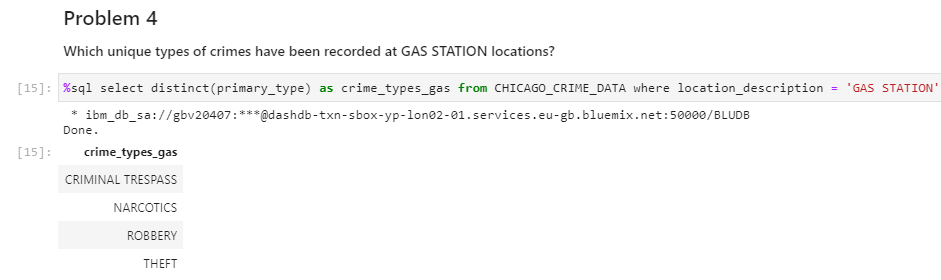 Problem 4
Which unique types of crimes have been recorded at GAS STATION locations?
[15]: %sql select distinct(primary_type) as crime_types_gas from CHICAGO_CRIME_DATA where location_description = 'GAS STATION'
* ibm_db_sa://gbv20407:***@dashdb-txn-sbox-yp-lon02-01.services.eu-gb.bluemix.net:50000/BLUDB
Done.
[15]: crime_types_gas
CRIMINAL TRESPASS
NARCOTICS
ROBBERY
THEFT